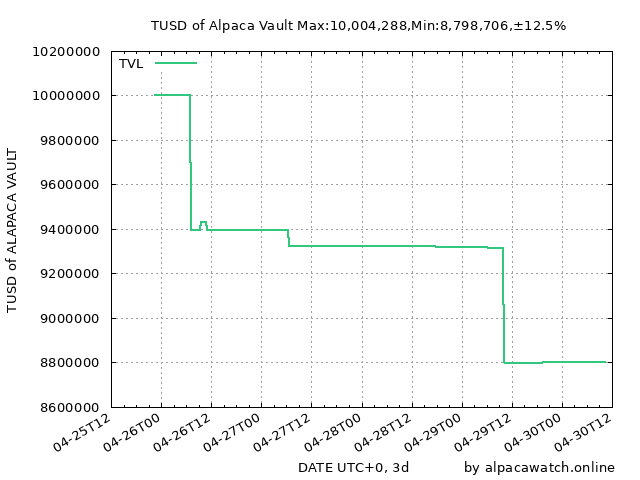 TUSD of Alpaca Vault Max:10,004,288,Min:8,798,706,±12.5%
TVL
10200000
10000000
9800000
9600000
9400000
9200000
9000000
8800000
8600000
TUSD of ALAPACA VAULT
04-25T12
04-26T00
04-26T12
04-27T00
04-27T12
04-28T00
04-28T12
04-29T00
04-29T12
04-30T00
04-30T12
DATE UTC+0, 3d
by alpacawatch.online